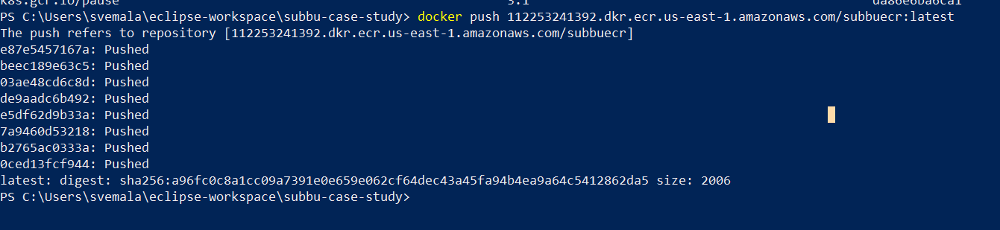 k8s.gcr.io/pause 3.1 da86e6ba6ca1
PS C:\Users\svemala\eclipse-workspace\subbu-case-study> docker push 112253241392.dkr.ecr.us-east-1.amazonaws.com/subbuecr:latest
The push refers to repository [112253241392.dkr.ecr.us-east-1.amazonaws.com/subbuecr]
e87e5457167a: Pushed
beec189e63c5: Pushed
03ae48cd6c8d: Pushed
de9aadc6b492: Pushed
e5df62d9b33a: Pushed
7a9460d53218: Pushed
b2765ac0333a: Pushed
0ced13fcf944: Pushed
latest: digest: sha256:a96fc0c8a1cc09a7391e0e659e062cf64dec43a45fa94b4ea9a64c5412862da5 size: 2006
PS C:\Users\svemala\eclipse-workspace\subbu-case-study>